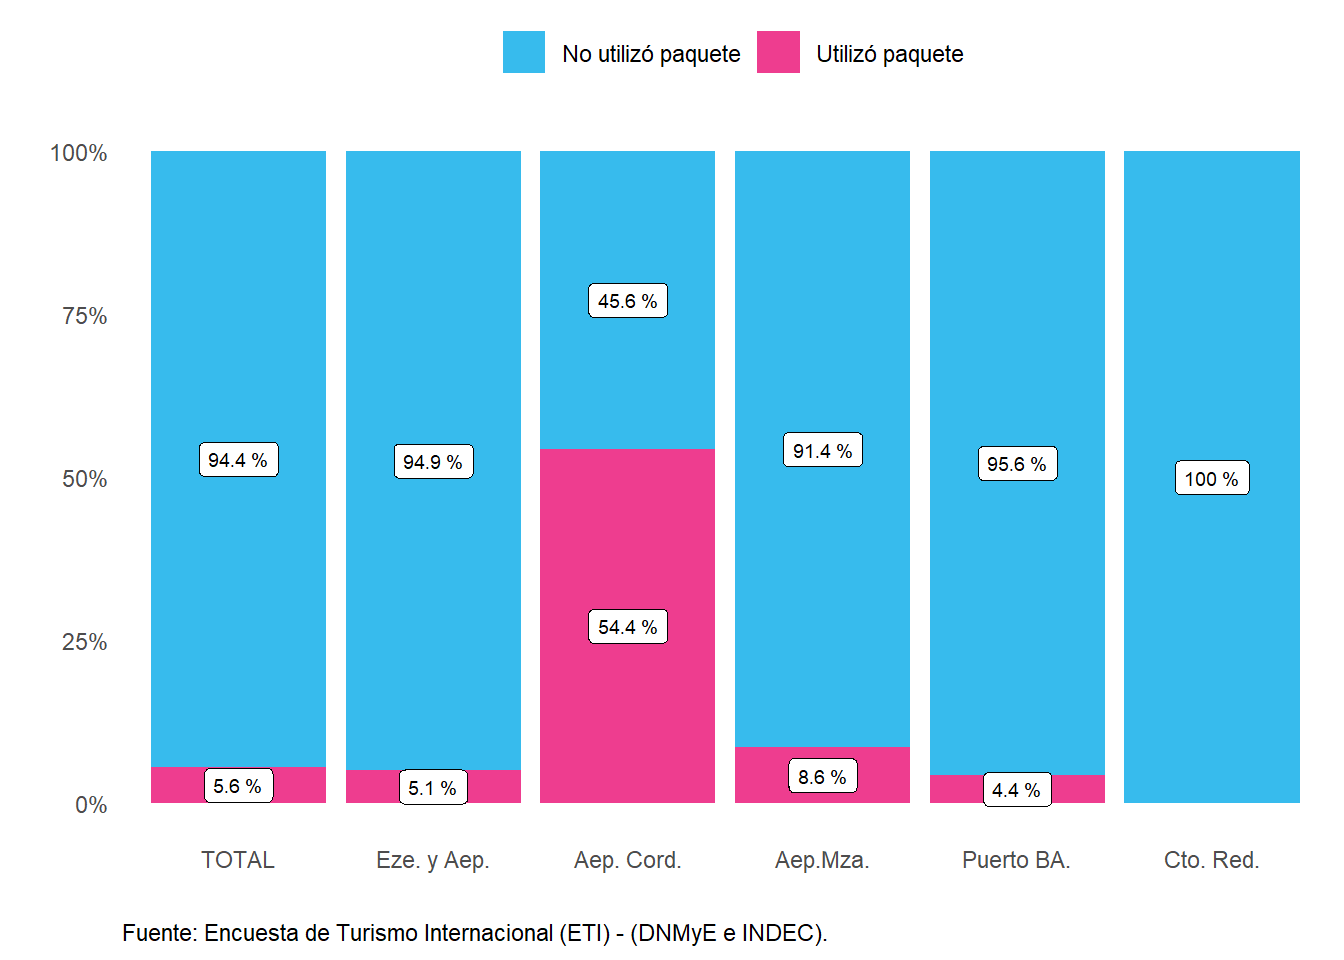 No utilizó paquete Utilizó paquete
100%
75%
50%
25%
0%
45.6 %
94.4 % 94.9 % 91.4 % 95.6 % 100 %
54.4 %
5.6 % 5.1 % 8.6 % 4.4 %
TOTAL Eze. y Aep. Aep. Cord. Aep.Mza. Puerto BA. Cto. Red.
Fuente: Encuesta de Turismo Internacional (ETI) - (DNMyE e INDEC).